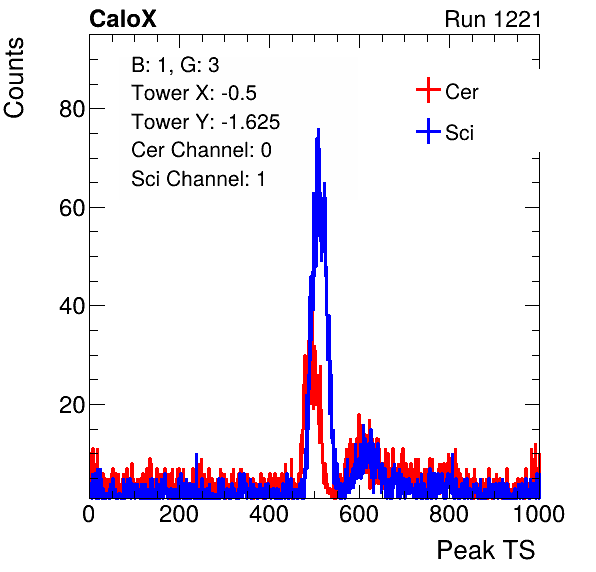 CaloX Run 1221
Counts
B: 1, G: 3
Tower X: -0.5
Tower Y: -1.625
Cer Channel: 0
Sci Channel: 1
Cer
Sci
80
60
40
20
0 200 400 600 800 1000
Peak TS